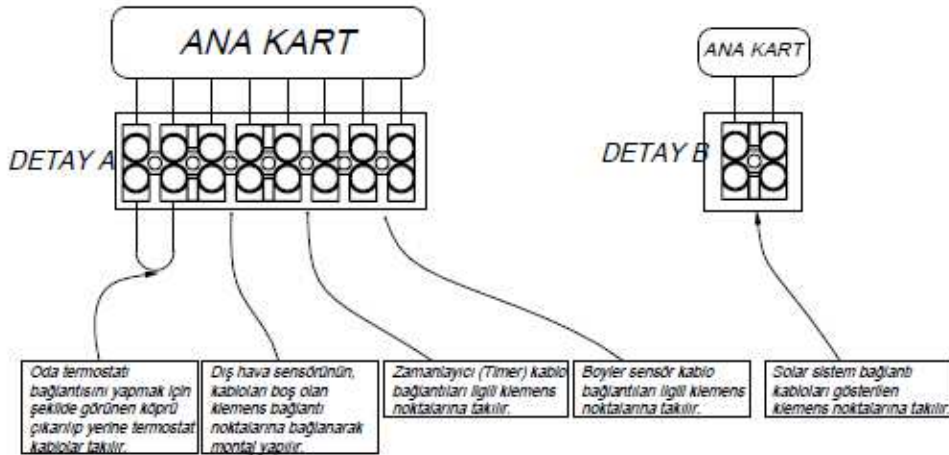 ANA KART
ANA KART
DETAY A
DETAY B
Oda termostatı
bağlantısını yapmak için
şekilde görünen köprü
çıkarılıp yerine termostat
kablolar takılır.
Dış hava sensörünün,
kabloları boş olan
klemens bağlantı
noktalarına bağlanarak
montaj yapılır.
Zamanlayıcı (Timer) kablo
bağlantıları ilgili klemens
noktalarına takılır.
Boyler sensör kablo
bağlantıları ilgili klemens
noktalarına takılır.
Solar sistem bağlantı
kabloları gösterilen
klemens noktalarına takılır.